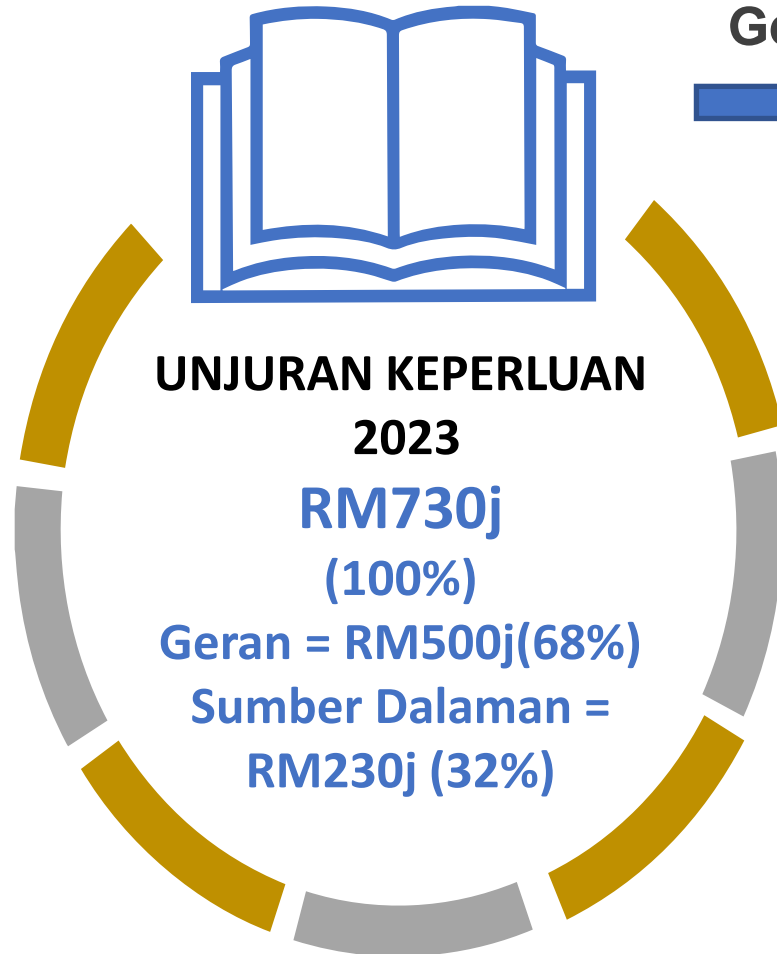 UNJURAN KEPERLUAN
2023
RM730j
(100%)
Geran = RM500j(68%)
Sumber Dalaman =
RM230j (32%)